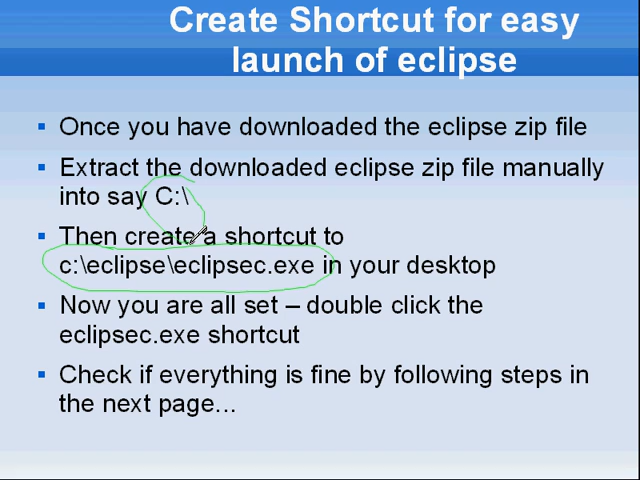 Create Shortcut for easy
launch of eclipse
Once you have downloaded the eclipse zip file
Extract the downloaded eclipse zip file manually
into say C:\
Then create a shortcut to
c:\eclipse\eclipsec.exe in your desktop
Now you are all set – double click the
eclipsec.exe shortcut
Check if everything is fine by following steps in
the next page...